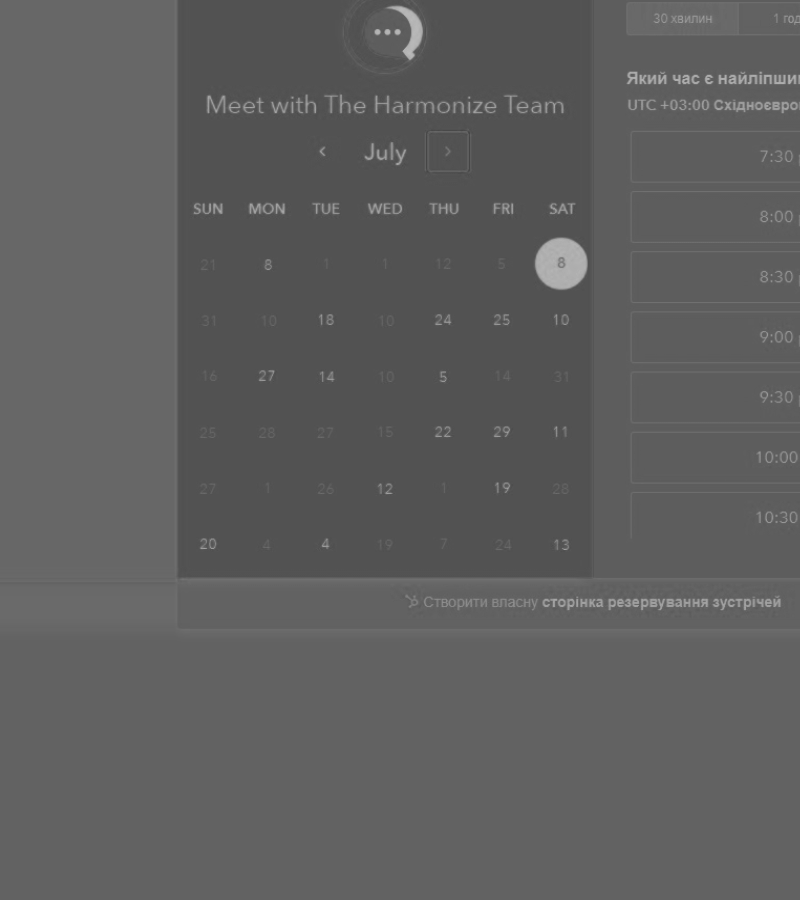 Meet with The Harmonize Team
July
SUN MON TUE WED THU FRI SAT
21 8 1 1 12 5 8
31 10 18 10 24 25 10
16 27 14 10 5 14 31
25 28 27 15 22 29 11
27 1 26 12 1 19 28
20 4 4 19 7 24 13
30 хвилин
1 год
Який час є найліпши
UTC +03:00 Східноєвро
7:30
8:00
8:30
9:00
9:30
10:00
10:30
Створити власну сторінка резервування зустрічей